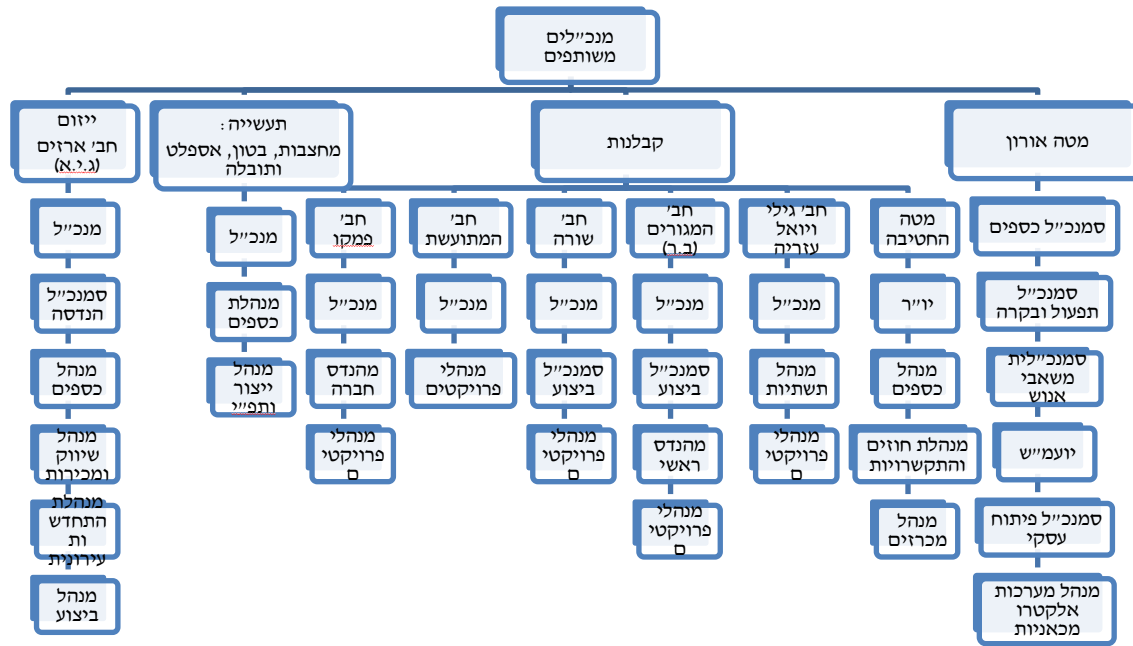 מנכ״לים
משותפים
מטה אורון
סמנכ״ל כספים
סמנכ״ל
תפעול ובקרה
סמנכ״לית
משאבי
אנוש
יועמ״ש
סמנכ״ל פיתוח
עסקי
מנהל מערכות
אלקטרו
מכאניות
קבלנות
מטה
החטיבה
יו״ר
מנהל
כספים
מנהלת חוזים
והתקשרויות
מנהל
מכרזים
חב׳ גילי
ויואל
עזריה
מנכ״ל
מנהל
תשתיות
מנהלי
פרויקטי
ם
חב׳
המגורים
(ב.ר)
מנכ״ל
סמנכ״ל
ביצוע
מהנדס
ראשי
מנהלי
פרויקטי
ם
חב׳
שורה
מנכ״ל
סמנכ״ל
ביצוע
מנהלי
פרויקטי
ם
חב׳
המתועשת
מנכ״ל
מנהלי
פרויקטים
חב׳
פמקו
מנכ״ל
מהנדס
חברה
מנהלי
פרויקטי
ם
תעשייה:
מחצבות, בטון, אספלט
ותובלה
מנכ״ל
מנהלת
כספים
מנהל
ייצור
ותפ״י
ייזום
חב׳ ארזים
(ג.י.א)
מנכ״ל
סמנכ״ל
הנדסה
מנהל
כספים
מנהל
שיווק
ומכירות
מנהלת
התחדש
ות
עירונית
מנהל
ביצוע